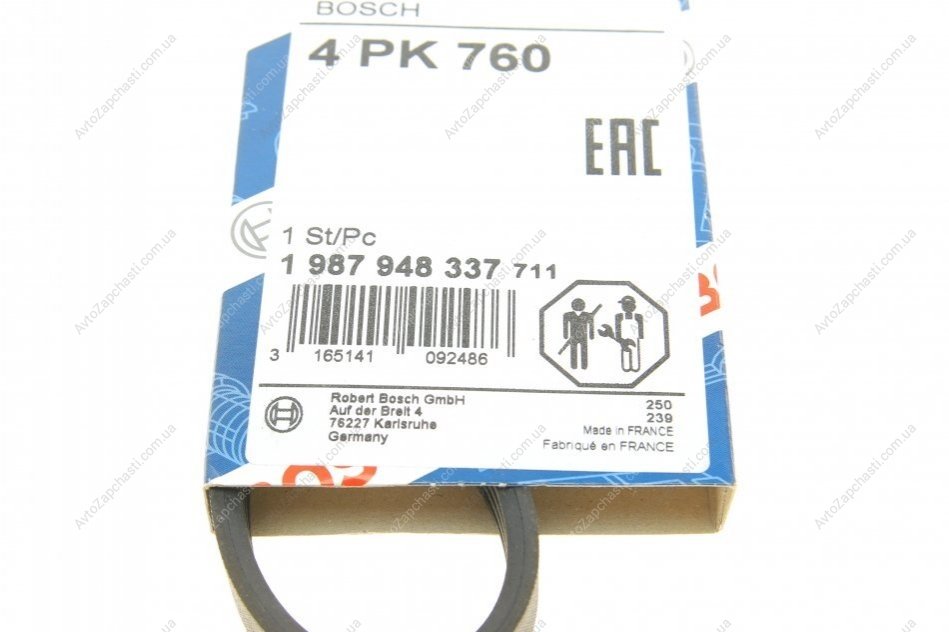 BOSCH
4 PK 760
EAC
1 St/Pc
1 987 948 337 711
3 165141 092486
Robert Bosch GmbH
Auf der Breit 4
76227 Karlsruhe
Germany
250
239
Made in FRANCE
Fabriqué en FRANCE
AvtoZapchasti.com.ua